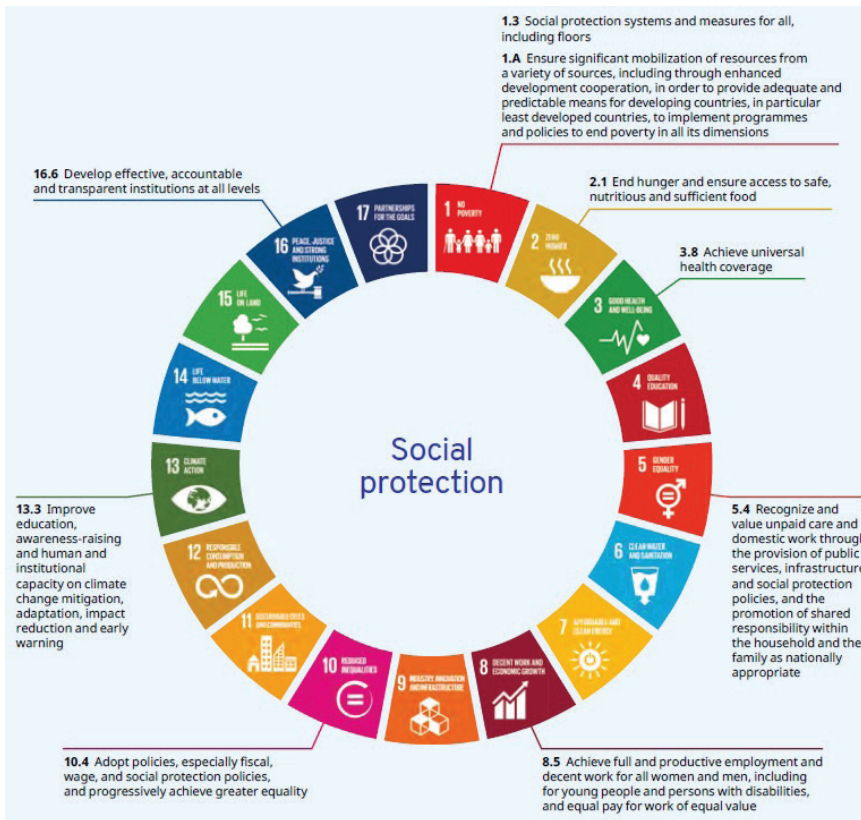 1.3 Social protection systems and measures for all,
including floors
1.A Ensure significant mobilization of resources from
a variety of sources, including through enhanced
development cooperation, in order to provide adequate and
predictable means for developing countries, in particular
least developed countries, to implement programmes
and policies to end poverty in all its dimensions
16.6 Develop effective, accountable
and transparent institutions at all levels
2.1 End hunger and ensure access to safe,
nutritious and sufficient food
3.8 Achieve universal
health coverage
1 NO
POVERTY
2 ZERO
HUNGER
3 GOOD HEALTH
AND WELL-BEING
4 QUALITY
EDUCATION
5 GENDER
EQUALITY
6 CLEAN WATER
AND SANITATION
7 AFFORDABLE AND
CLEAN ENERGY
8 DECENT WORK AND
ECONOMIC GROWTH
9 INDUSTRY, INNOVATION
AND INFRASTRUCTURE
10 REDUCED
INEQUALITIES
11 SUSTAINABLE CITIES
AND COMMUNITIES
12 RESPONSIBLE
CONSUMPTION
AND PRODUCTION
13 CLIMATE
ACTION
14 LIFE
BELOW WATER
15 LIFE
ON LAND
16 PEACE, JUSTICE
AND STRONG
INSTITUTIONS
17 PARTNERSHIPS
FOR THE GOALS
Social
protection
13.3 Improve
education,
awareness-raising
and human and
institutional
capacity on climate
change mitigation,
adaptation, impact
reduction and early
warning
5.4 Recognize and
value unpaid care and
domestic work through
the provision of public
services, infrastructure
and social protection
policies, and the
promotion of shared
responsibility within
the household and the
family as nationally
appropriate
10.4 Adopt policies, especially fiscal,
wage, and social protection policies,
and progressively achieve greater equality
8.5 Achieve full and productive employment and
decent work for all women and men, including
for young people and persons with disabilities,
and equal pay for work of equal value